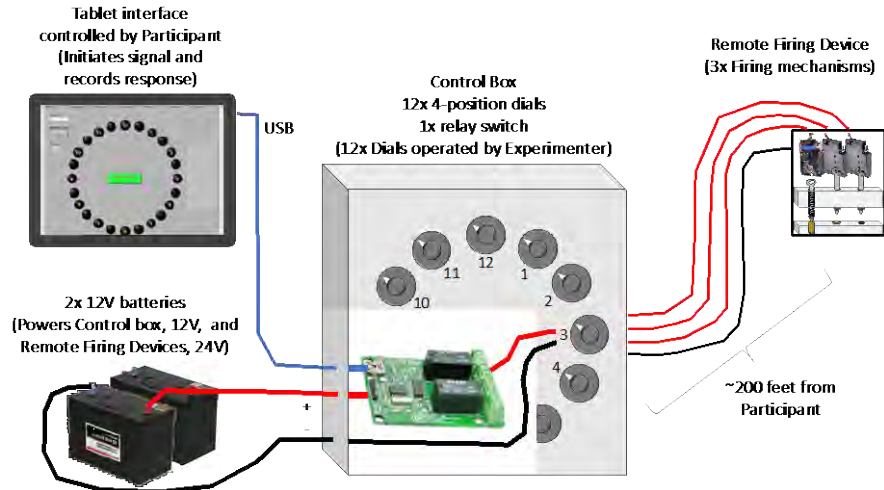 Tablet interface
controlled by Participant
(Initiates signal and
records response)
USB
Control Box
12x 4-position dials
1x relay switch
(12x Dials operated by Experimenter)
Remote Firing Device
(3x Firing mechanisms)
10
11
12
1
2
3
4
2x 12V batteries
(Powers Control box, 12V, and
Remote Firing Devices, 24V)
+
-
~200 feet from
Participant